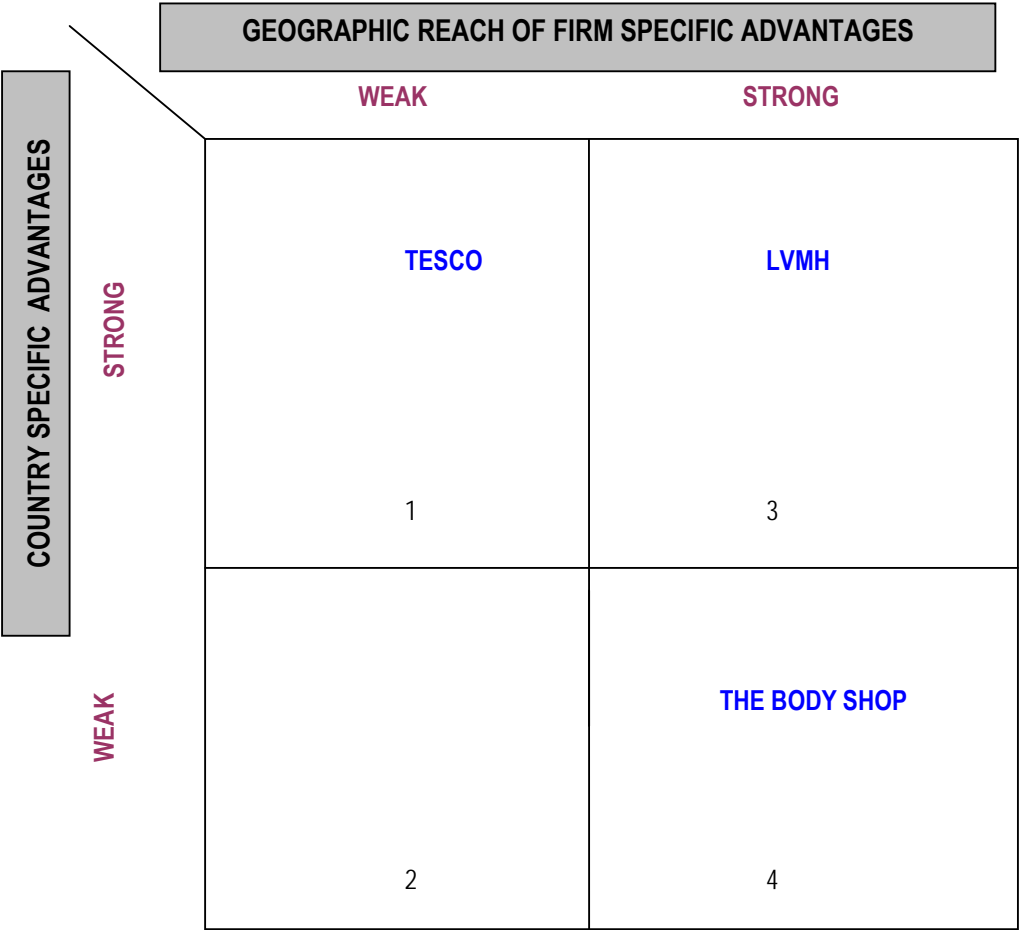 GEOGRAPHIC REACH OF FIRM SPECIFIC ADVANTAGES
WEAK
STRONG
COUNTRY SPECIFIC ADVANTAGES
STRONG
TESCO
LVMH
1
3
WEAK
THE BODY SHOP
2
4